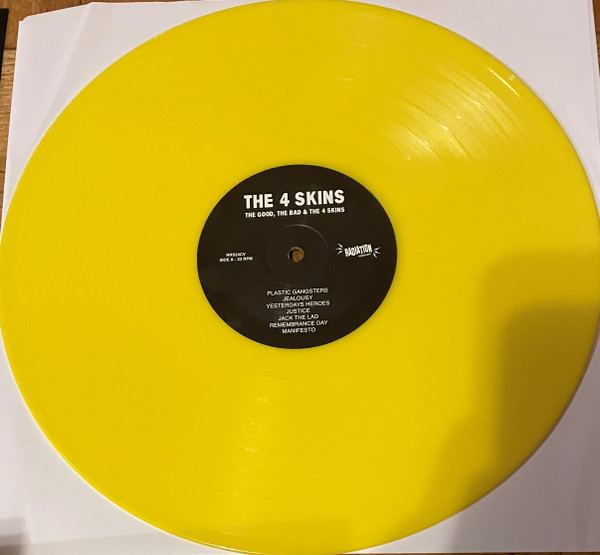 THE 4 SKINS
THE GOOD, THE BAD & THE 4 SKINS
SIDE A - 33 RPM
RADIATION
PLASTIC GANGSTERS
JEALOUSY
YESTERDAYS HEROES
JUSTICE
JACK THE LAD
REMEMBRANCE DAY
MANIFESTO